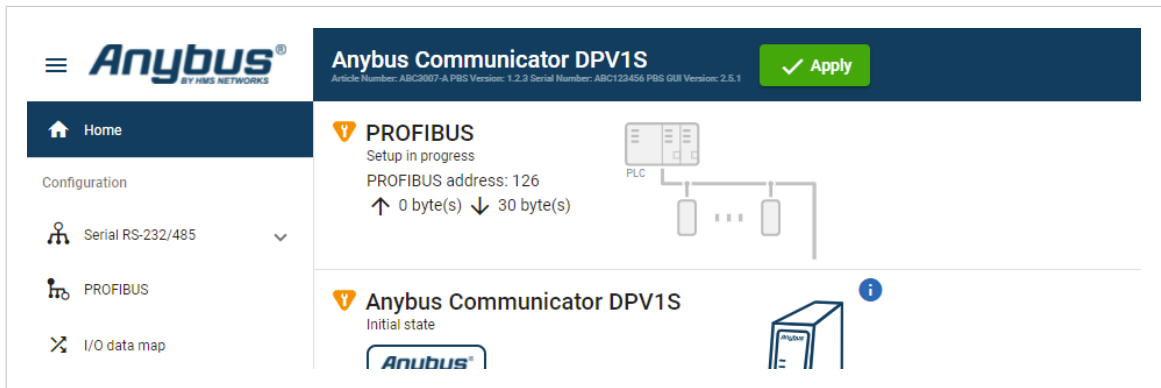 Anybus®
BY HMS NETWORKS
Anybus Communicator DPV1S
Article Number: ABC3007-A PBS Version: 1.2.3 Serial Number: ABC123456 PBS GUI Version: 2.5.1
Apply
Home
Configuration
Serial RS-232/485
PROFIBUS
I/O data map
PROFIBUS
Setup in progress
PROFIBUS address: 126
0 byte(s) 30 byte(s)
PLC
Anybus Communicator DPV1S
Initial state
Anybus®
Anybus